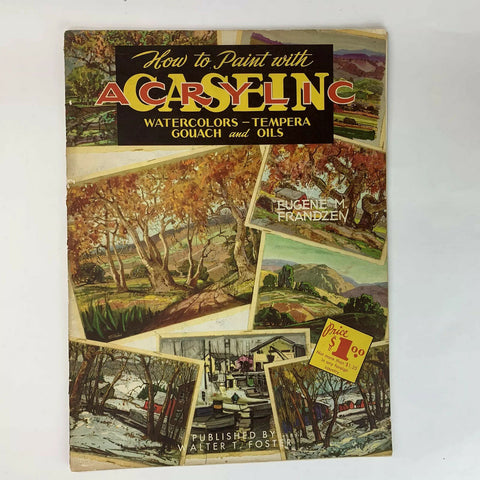 How to Paint with
ACRYLIC
CASEIN
WATERCOLORS – TEMPERA
GOUACH and OILS
EUGENE M.
FRANDZEN
Price
$1.00
PUBLISHED BY
WALTER T. FOSTER